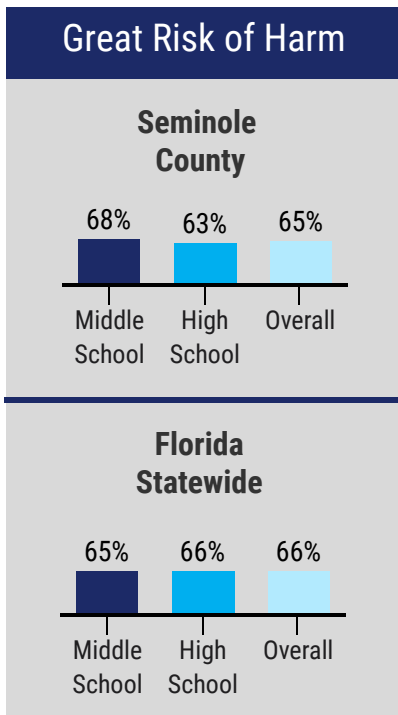 Great Risk of Harm
Seminole
County
68%
63%
65%
Middle
School
High
School
Overall
Florida
Statewide
65%
66%
66%
Middle
School
High
School
Overall